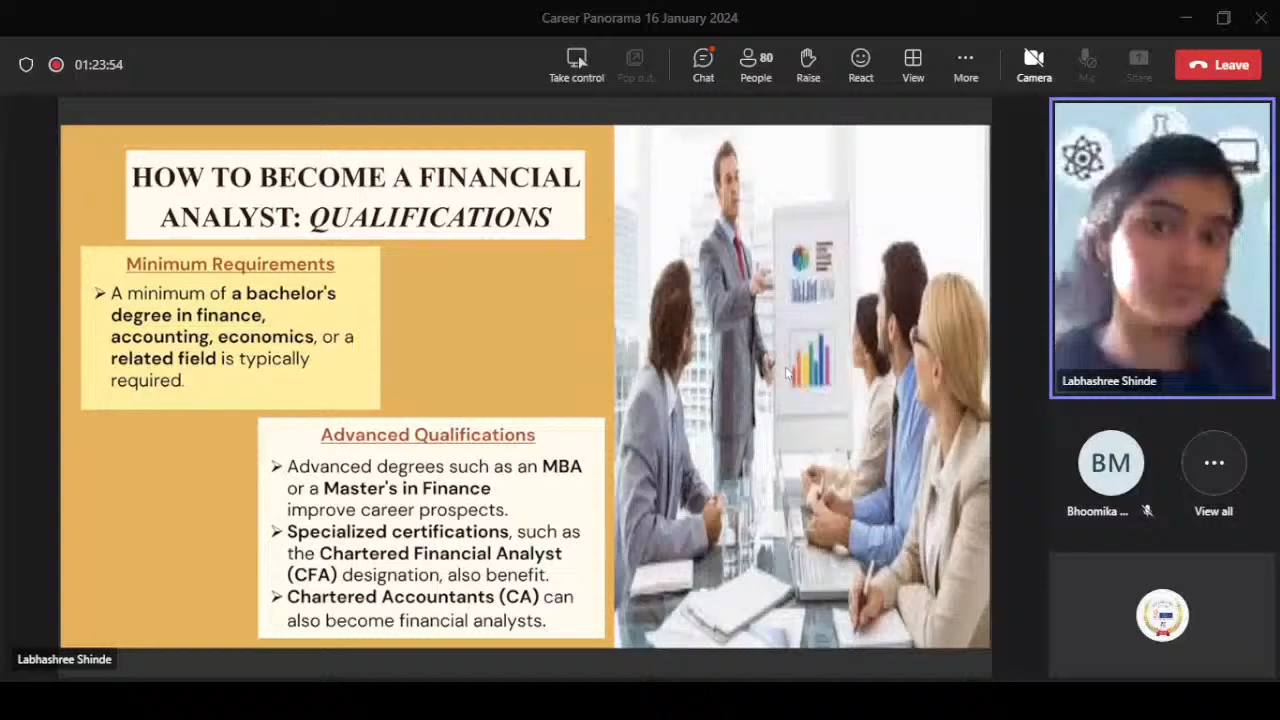 Career Panorama 16 January 2024
01:23:54
Take control
Pop out
Chat
80
People
Raise
React
View
More
Camera
Mic
Share
Leave
HOW TO BECOME A FINANCIAL
ANALYST: QUALIFICATIONS
Minimum Requirements
➢ A minimum of a bachelor's
degree in finance,
accounting, economics, or a
related field is typically
required.
Advanced Qualifications
➢ Advanced degrees such as an MBA
or a Master's in Finance
improve career prospects.
➢ Specialized certifications, such as
the Chartered Financial Analyst
(CFA) designation, also benefit.
➢ Chartered Accountants (CA) can
also become financial analysts.
Labhashree Shinde
Labhashree Shinde
BM
Bhoomika ...
View all